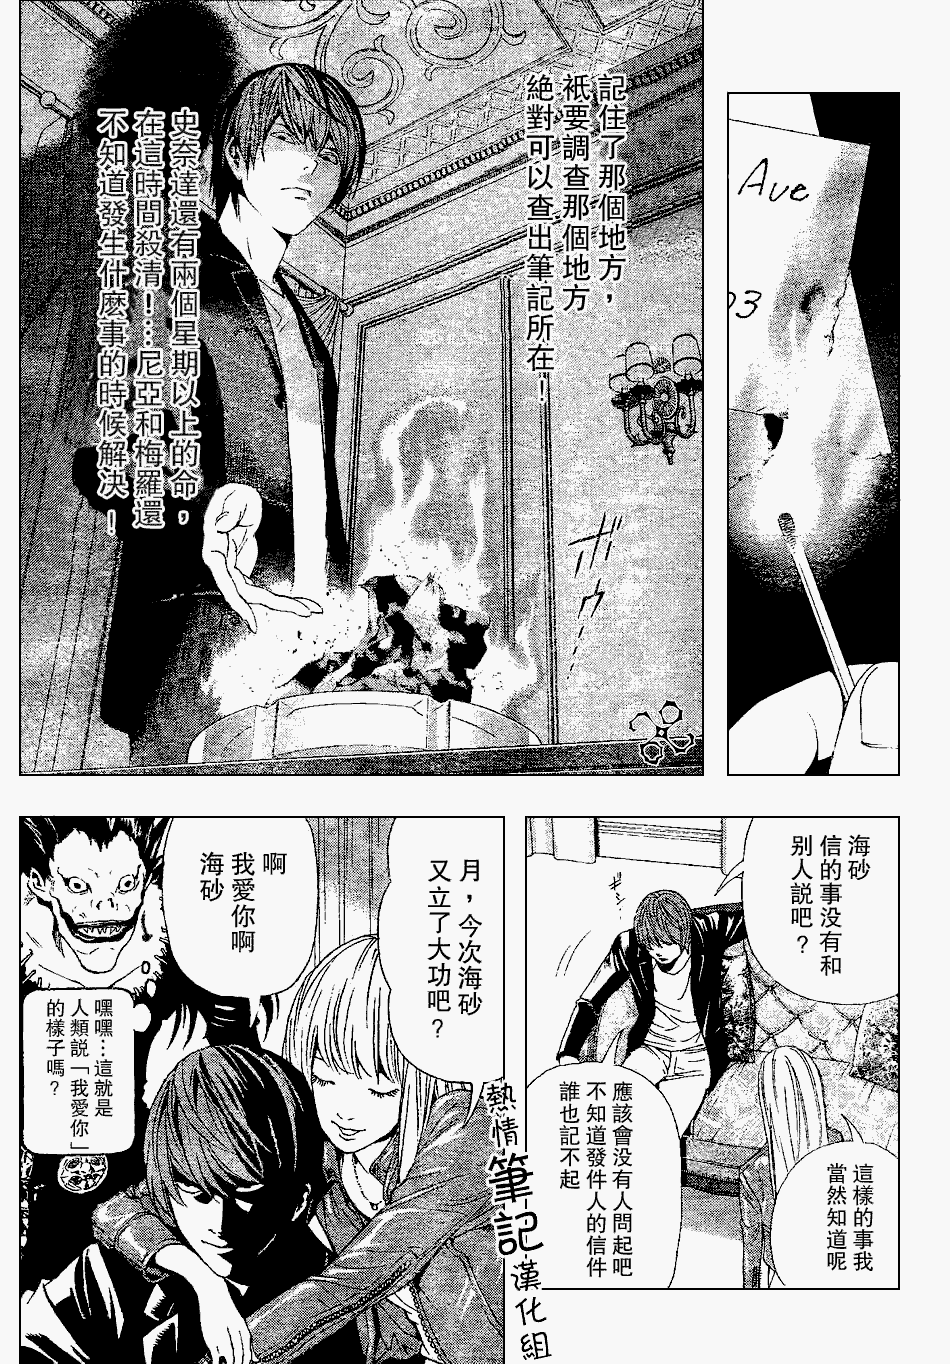 Ave
03
記住了那個地方，
祇要調查那個地方
絕對可以查出筆記所在！
史奈達還有兩個星期以上的命，
在這時間殺清！…尼亞和梅羅還
不知道發生什麼事的時候解決！
海砂
信的事没有和
别人説吧？
這樣的事我
當然知道呢
應該會没有人問起吧
不知道發件人的信件
誰也記不起
月，今次海砂
又立了大功吧？
啊
我愛你啊
海砂
嘿嘿…這就是
人類説「我愛你」
的樣子嗎？
熱情筆記漢化組